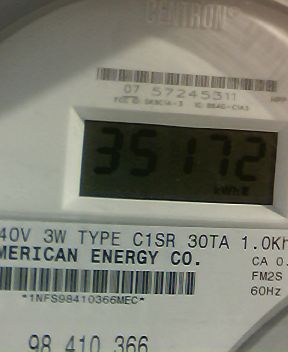 CENTRON
07 57245311
35172
kWh
40V 3W TYPE C1SR 30TA 1.0Kh
MERICAN ENERGY CO.
CA 0.
FM2S
60Hz
*1NFS98410366MEC*
98 410 366